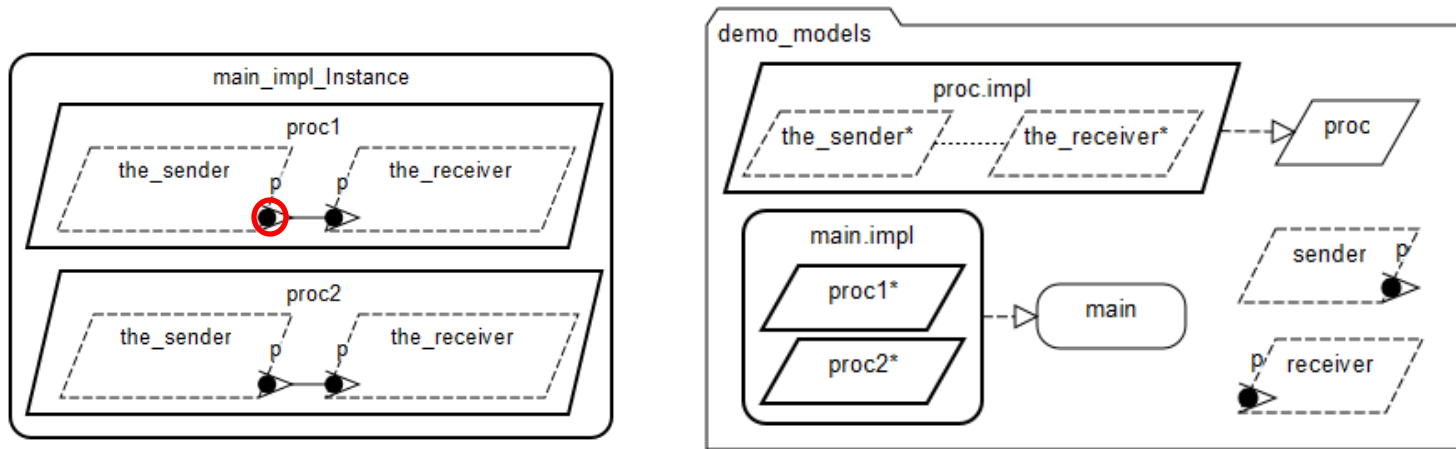 main_impl_Instance
proc1
the_sender
p
p
the_receiver
proc2
the_sender
p
p
the_receiver
demo_models
proc.impl
the_sender*
the_receiver*
proc
main.impl
proc1*
proc2*
main
sender
p
p
receiver